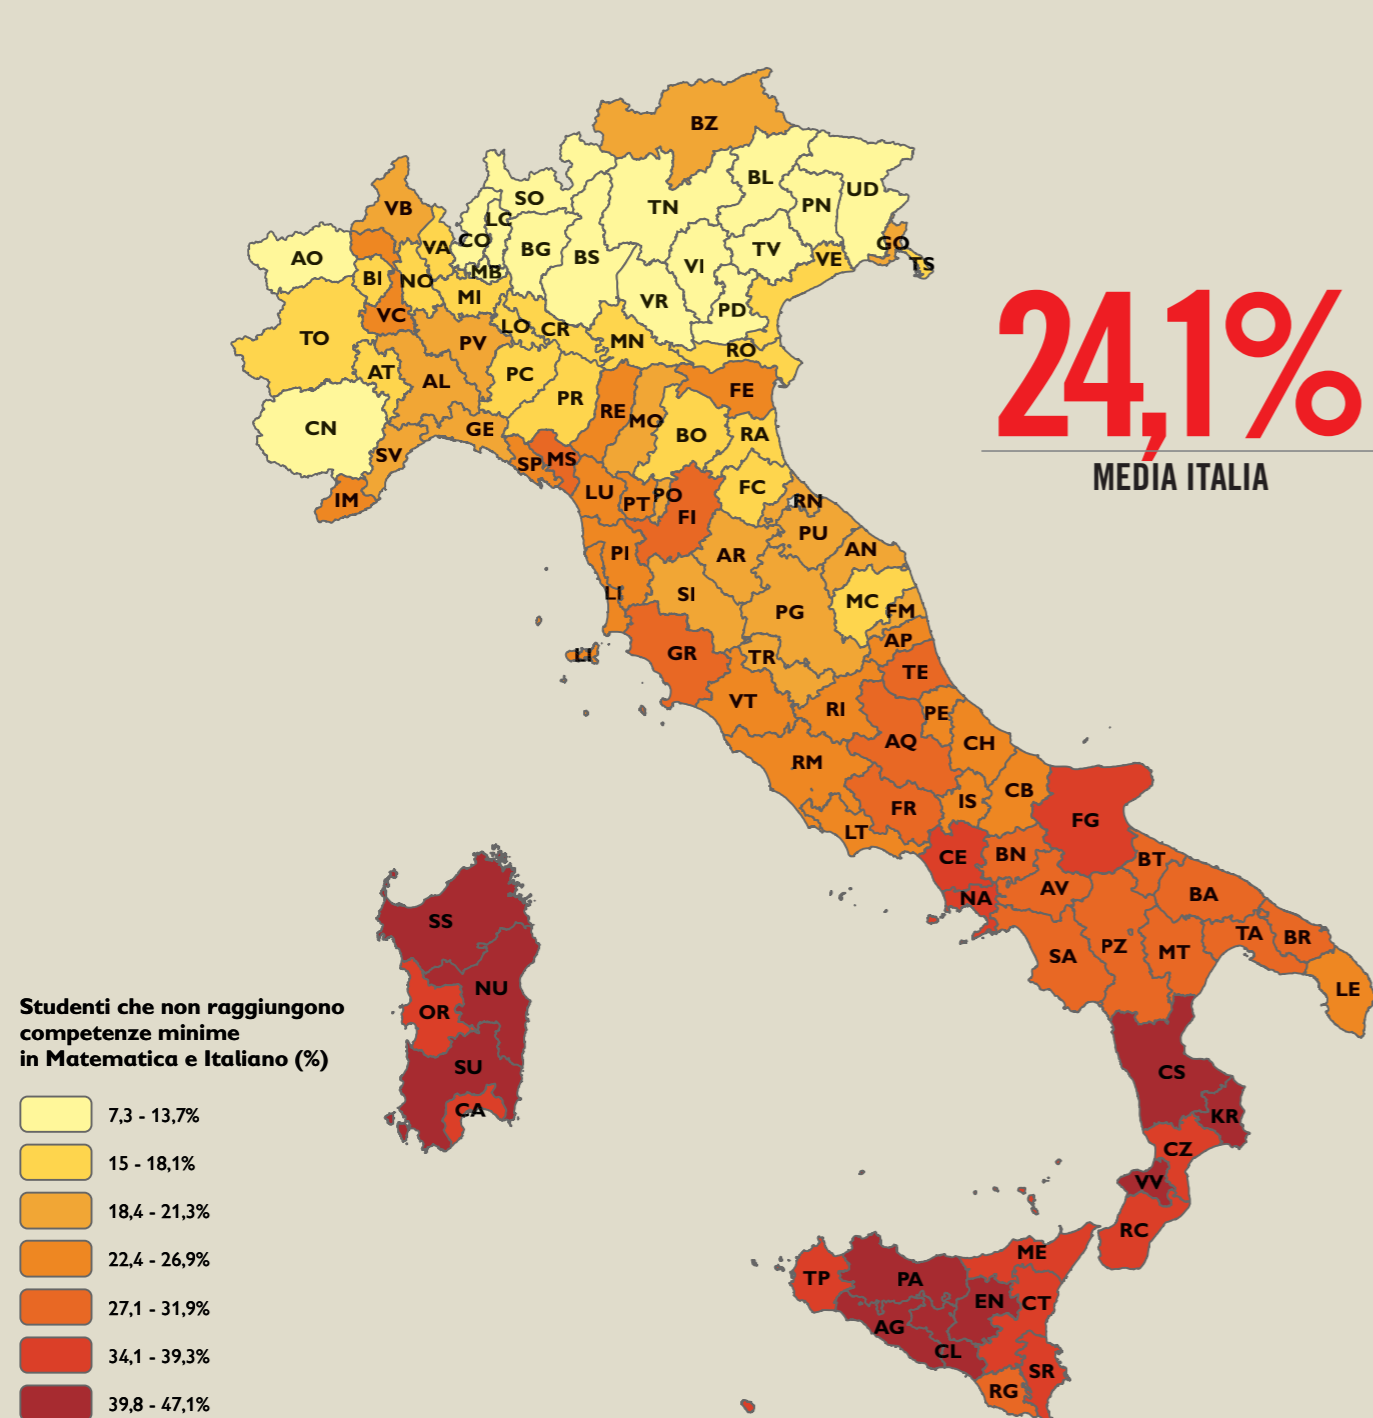 BZ
BL
UD
SO
PN
TN
VB
LC
CO
GO
VA
BG
TV
BS
AO
VE
TS
VI
MB
BI
NO
MI
VR
PD
VC
LO
CR
TO
PV
MN
RO
AT
PC
AL
FE
PR
RE
MO
CN
GE
BO
RA
24,1%
MEDIA ITALIA
SV
SP
MS
FC
LU
PO
IM
PT
RN
FI
PU
AN
PI
AR
LI
SI
MC
PG
FM
AP
GR
LI
TR
TE
VT
RI
PE
AQ
CH
RM
CB
IS
FR
FG
LT
CE
BN
BT
AV
BA
NA
SS
TA
BR
PZ
MT
SA
NU
LE
OR
SU
CS
CA
KR
CZ
VV
RC
ME
TP
PA
EN
CT
AG
CL
SR
RG
Studenti che non raggiungono
competenze minime
in Matematica e Italiano (%)
7,3 - 13,7%
15 - 18,1%
18,4 - 21,3%
22,4 - 26,9%
27,1 - 31,9%
34,1 - 39,3%
39,8 - 47,1%